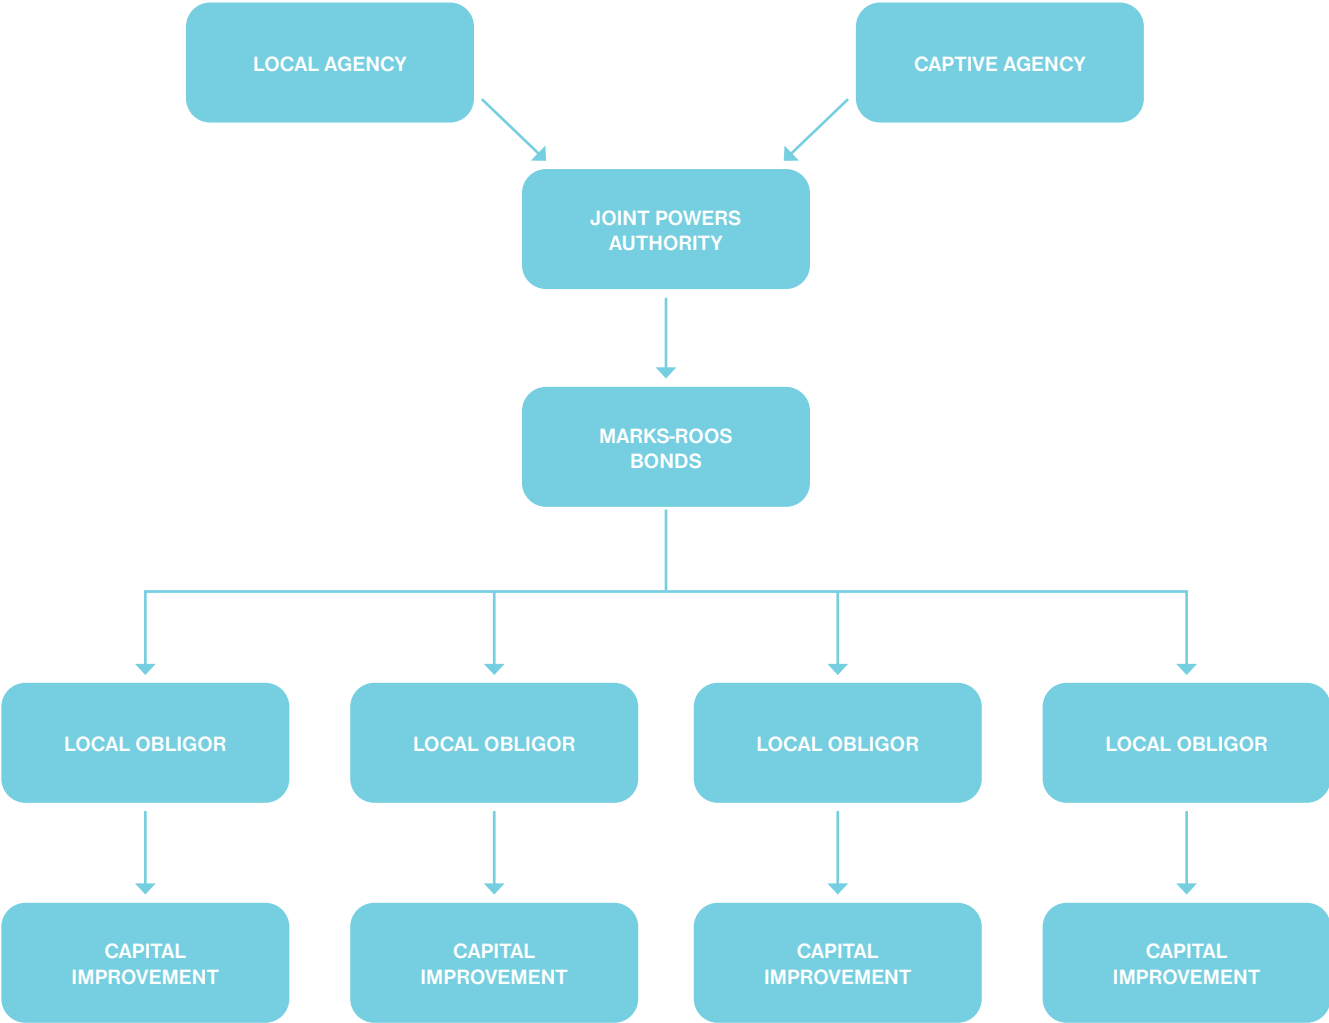 LOCAL AGENCY
CAPTIVE AGENCY
JOINT POWERS
AUTHORITY
MARKS-ROOS
BONDS
LOCAL OBLIGOR
LOCAL OBLIGOR
LOCAL OBLIGOR
LOCAL OBLIGOR
CAPITAL
IMPROVEMENT
CAPITAL
IMPROVEMENT
CAPITAL
IMPROVEMENT
CAPITAL
IMPROVEMENT